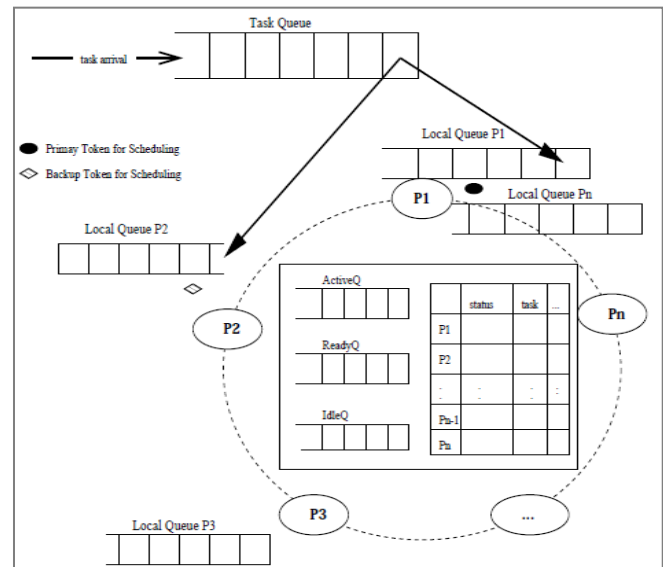 Task Queue
task arrival
Local Queue P1
Primay Token for Scheduling
Backup Token for Scheduling
P1
Local Queue Pn
Local Queue P2
ActiveQ
status task ...
P1
Pn
P2
ReadyQ
P2
: : : :
IdleQ
Pn-1
Pn
P3
...
Local Queue P3